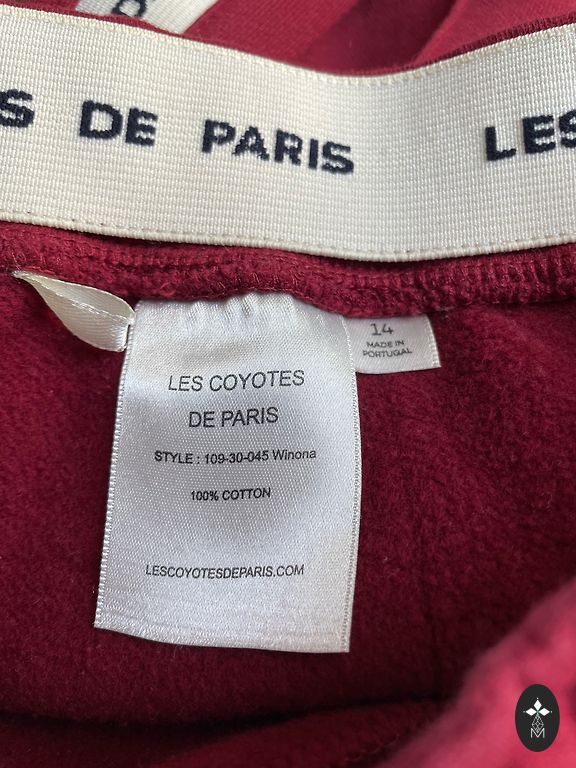 S DE PARIS LES
14
MADE IN
PORTUGAL
LES COYOTES
DE PARIS
STYLE : 109-30-045 Winona
100% COTTON
LESCOYOTESDEPARIS.COM